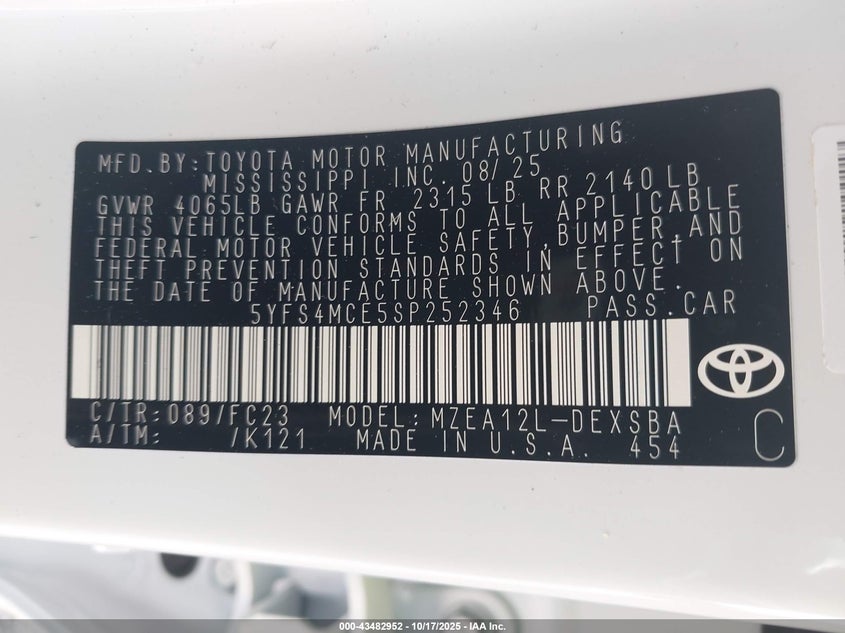 MFD.BY:TOYOTA MOTOR MANUFACTURING
MISSISSIPPI INC. 08/25
GVWR 4065LB GAWR FR 2315 LB RR 2140 LB
THIS VEHICLE CONFORMS TO ALL APPLICABLE
FEDERAL MOTOR VEHICLE SAFETY, BUMPER, AND
THEFT PREVENTION STANDARDS IN EFFECT ON
THE DATE OF MANUFACTURE SHOWN ABOVE.
5YFS4MCE5SP252346 PASS.CAR
C/TR:089/FC23 MODEL:MZEA12L-DEXSBA
A/TM: /K121 MADE IN U.S.A. 454 C
000-43482952 - 10/17/2025 - IAA Inc.